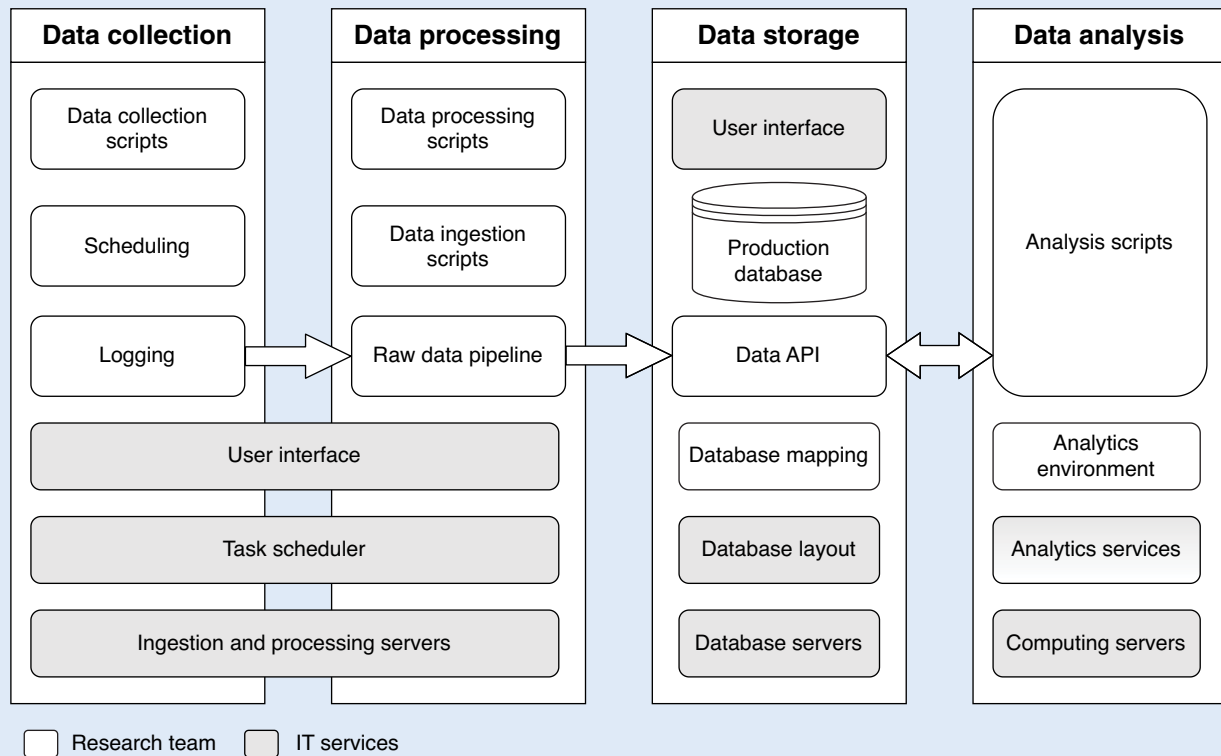 Data collection
Data processing
Data storage
Data analysis
Data collection
scripts
Data processing
scripts
User interface
Analysis scripts
Scheduling
Data ingestion
scripts
Production
database
Logging
Raw data pipeline
Data API
User interface
Database mapping
Analytics
environment
Task scheduler
Database layout
Analytics services
Ingestion and processing servers
Database servers
Computing servers
Research team
IT services